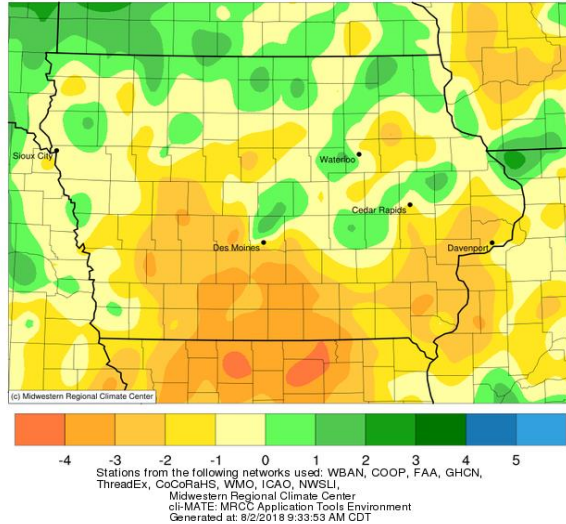 Sioux City
Waterloo
Cedar Rapids
Des Moines
Davenport
(c) Midwestern Regional Climate Center
-4 -3 -2 -1 0 1 2 3 4 5
Stations from the following networks used: WBAN, COOP, FAA, GHCN,
ThreadEx, CoCoRaHS, WMO, ICAO, NWSLI,
Midwestern Regional Climate Center
cli-MATE: MRCC Application Tools Environment
Generated at: 8/2/2018 9:33:53 AM CDT